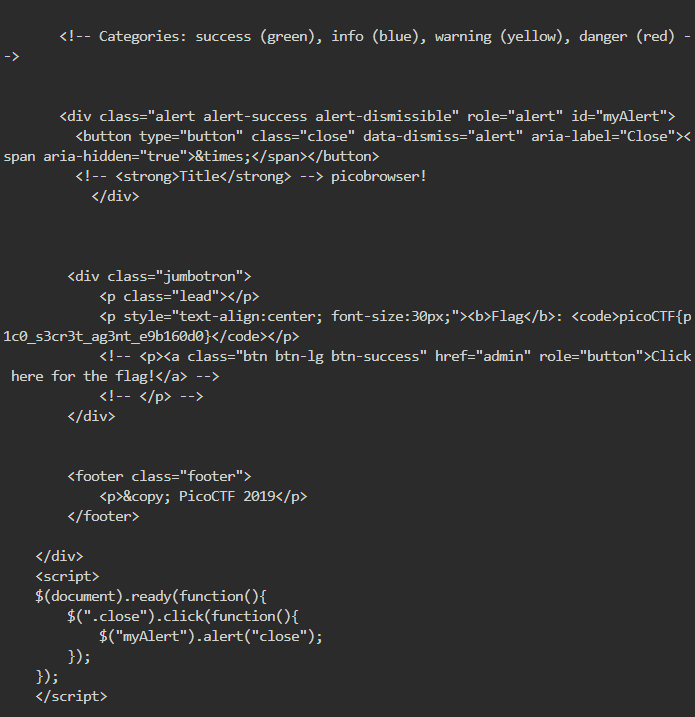 <!-- Categories: success (green), info (blue), warning (yellow), danger (red) -
->
<div class="alert alert-success alert-dismissible" role="alert" id="myAlert">
<button type="button" class="close" data-dismiss="alert" aria-label="Close"><
span aria-hidden="true">&times;</span></button>
<!-- <strong>Title</strong> --> picobrowser!
</div>
<div class="jumbotron">
<p class="lead"></p>
<p style="text-align:center; font-size:30px;"><b>Flag</b>: <code>picoCTF{p
1c0_s3cr3t_ag3nt_e9b160d0}</code></p>
<!-- <p><a class="btn btn-lg btn-success" href="admin" role="button">Click
here for the flag!</a> -->
<!-- </p> -->
</div>
<footer class="footer">
<p>&copy; PicoCTF 2019</p>
</footer>
</div>
<script>
$(document).ready(function(){
$(".close").click(function(){
$("myAlert").alert("close");
});
});
</script>